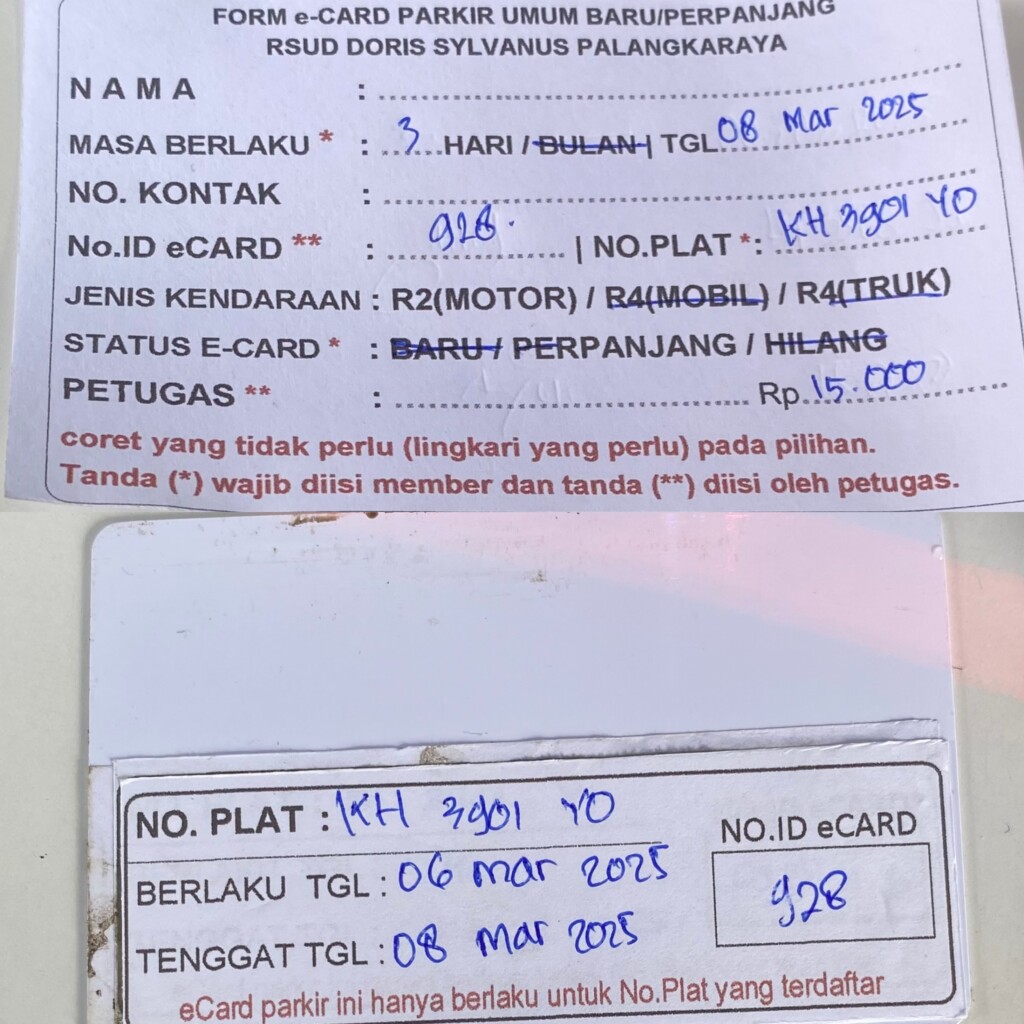 FORM e-CARD PARKIR UMUM BARU/PERPANJANG
RSUD DORIS SYLVANUS PALANGKARAYA
N A M A :
MASA BERLAKU * : 3 HARI / BULAN | TGL 08 Mar 2025
NO. KONTAK :
No.ID eCARD ** : 928. | NO.PLAT *: KH 3901 YO
JENIS KENDARAAN : R2(MOTOR) / R4(MOBIL) / R4(TRUK)
STATUS E-CARD * : BARU / PERPANJANG / HILANG
PETUGAS ** : Rp. 15.000
coret yang tidak perlu (lingkari yang perlu) pada pilihan.
Tanda (*) wajib diisi member dan tanda (**) diisi oleh petugas.
NO. PLAT : KH 3901 YO
NO.ID eCARD
BERLAKU TGL : 06 mar 2025
928
TENGGAT TGL : 08 Mar 2025
eCard parkir ini hanya berlaku untuk No.Plat yang terdaftar